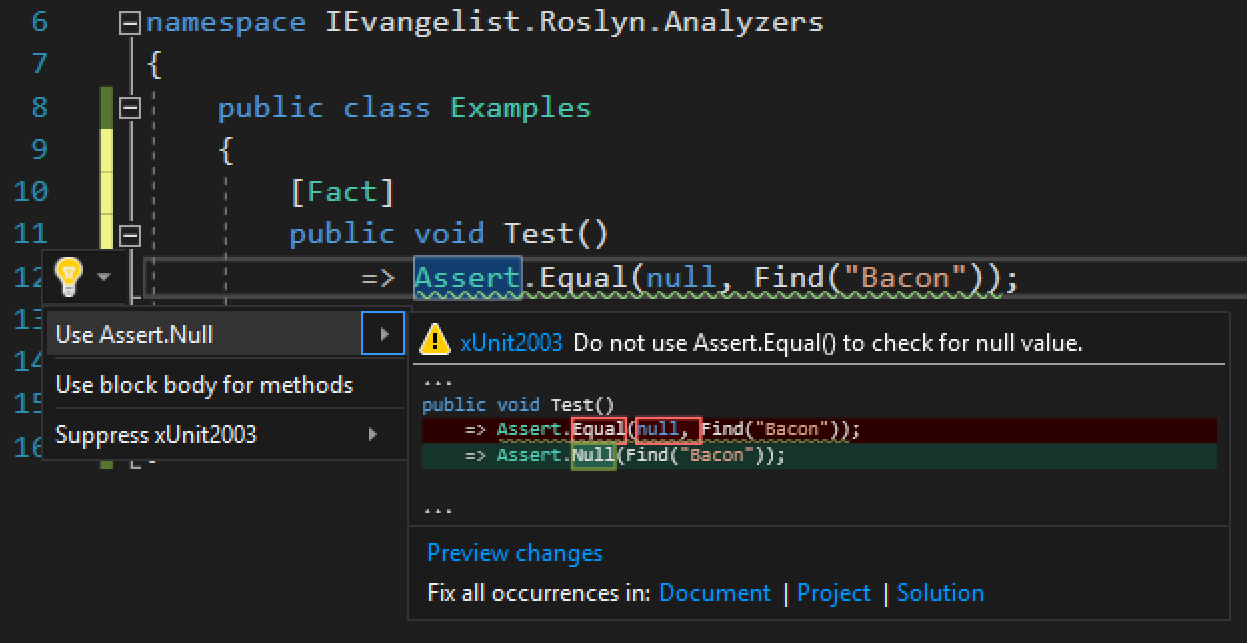 6 namespace IEvangelist.Roslyn.Analyzers
7 {
8 public class Examples
9 {
10 [Fact]
11 public void Test()
12 => Assert.Equal(null, Find("Bacon"));
13
14
15
16
Use Assert.Null
Use block body for methods
Suppress xUnit2003
xUnit2003 Do not use Assert.Equal() to check for null value.
...
public void Test()
=> Assert.Equal(null, Find("Bacon"));
=> Assert.Null(Find("Bacon"));
...
Preview changes
Fix all occurrences in: Document | Project | Solution